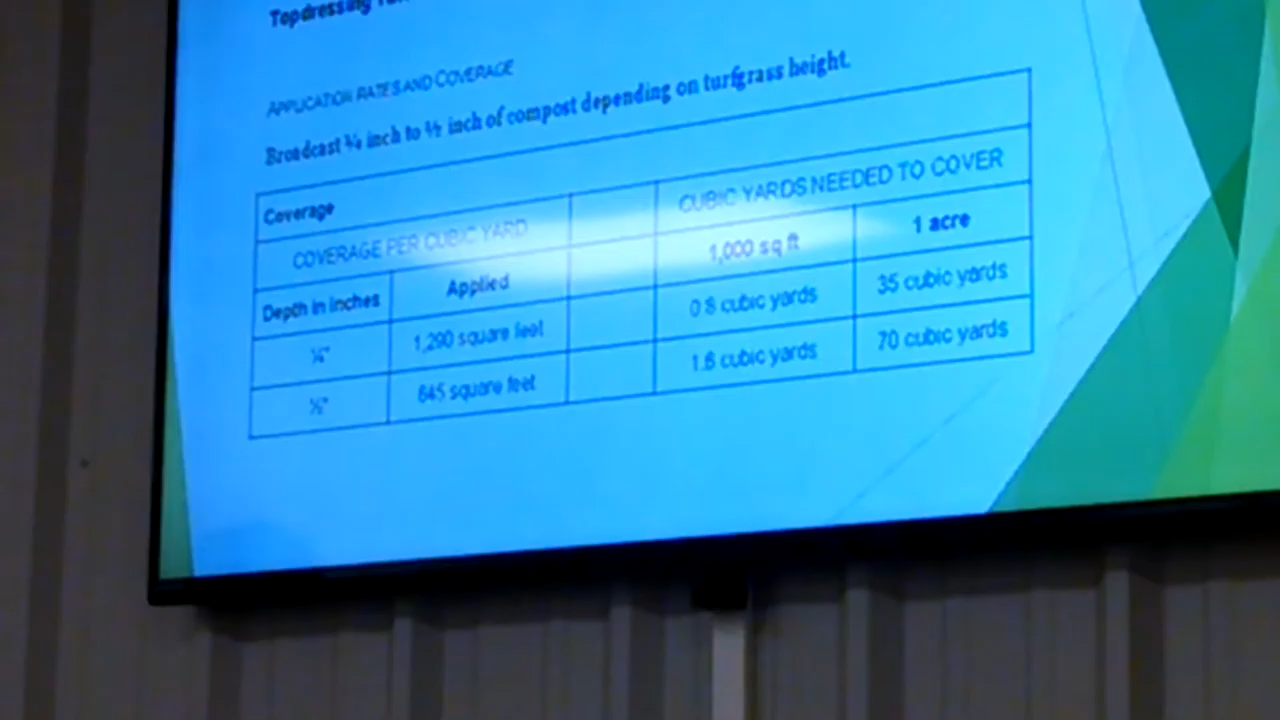 Topdressing
APPLICATION RATES AND COVERAGE
Broadcast ¼ inch to ½ inch of compost depending on turfgrass height.
Coverage
COVERAGE PER CUBIC YARD CUBIC YARDS NEEDED TO COVER
Depth in inches Applied 1,000 sq ft 1 acre
¼" 1,290 square feet 0.8 cubic yards 35 cubic yards
½" 645 square feet 1.6 cubic yards 70 cubic yards